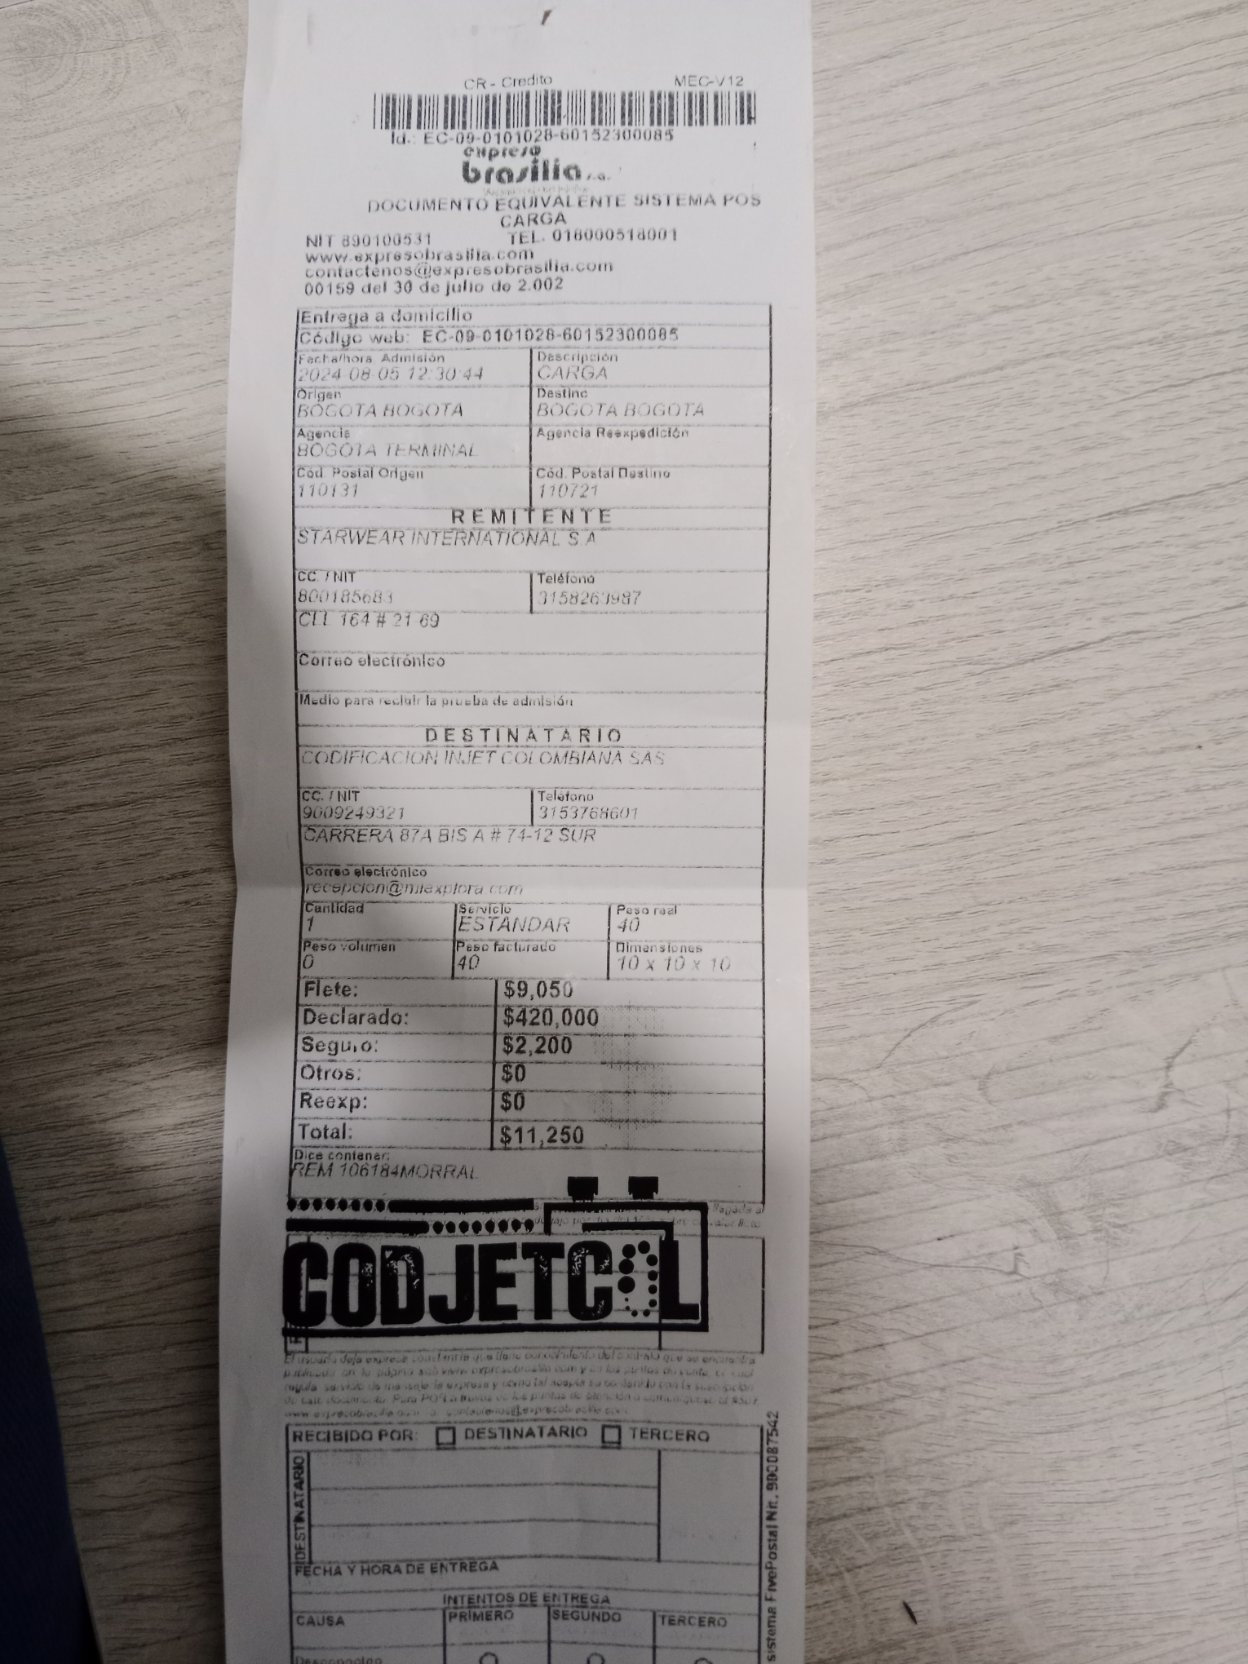 CR - Credito MEC-V12
Id.: EC-09-0101028-60152300085
expreso
brasilia s.a.
DOCUMENTO EQUIVALENTE SISTEMA POS
CARGA
NIT 890100531 TEL. 018000518001
www.expresobrasilia.com
contactenos@expresobrasilia.com
00159 del 30 de julio de 2.002
Entrega a domicilio
Código web: EC-09-0101028-60152300085
Fecha/hora Admisión Descripción
2024 08 05 12:30:44 CARGA
Origen Destino
BOGOTA BOGOTA BOGOTA BOGOTA
Agencia Agencia Reexpedición
BOGOTA TERMINAL
Cód. Postal Origen Cód. Postal Destino
110131 110721
REMITENTE
STARWEAR INTERNATIONAL S A
CC. / NIT Teléfono
800185683 3158263987
CLL 164 # 21 69
Correo electrónico
Medio para recibir la prueba de admisión
DESTINATARIO
CODIFICACION INJET COLOMBIANA SAS
CC. / NIT Teléfono
9009249321 3153768601
CARRERA 87A BIS A # 74-12 SUR
Correo electrónico
Cantidad Servicio Peso real
1 ESTANDAR 40
Peso volumen Peso facturado Dimensiones
0 40 10 x 10 x 10
Flete: $9,050
Declarado: $420,000
Seguro: $2,200
Otros: $0
Reexp: $0
Total: $11,250
Dice contener:
REM 106184MORRAL
CODJETCOL
RECIBIDO POR: DESTINATARIO TERCERO
DESTINATARIO
FECHA Y HORA DE ENTREGA
INTENTOS DE ENTREGA
CAUSA PRIMERO SEGUNDO TERCERO
Desconocido
sistema FivePostal Nit. 900087542